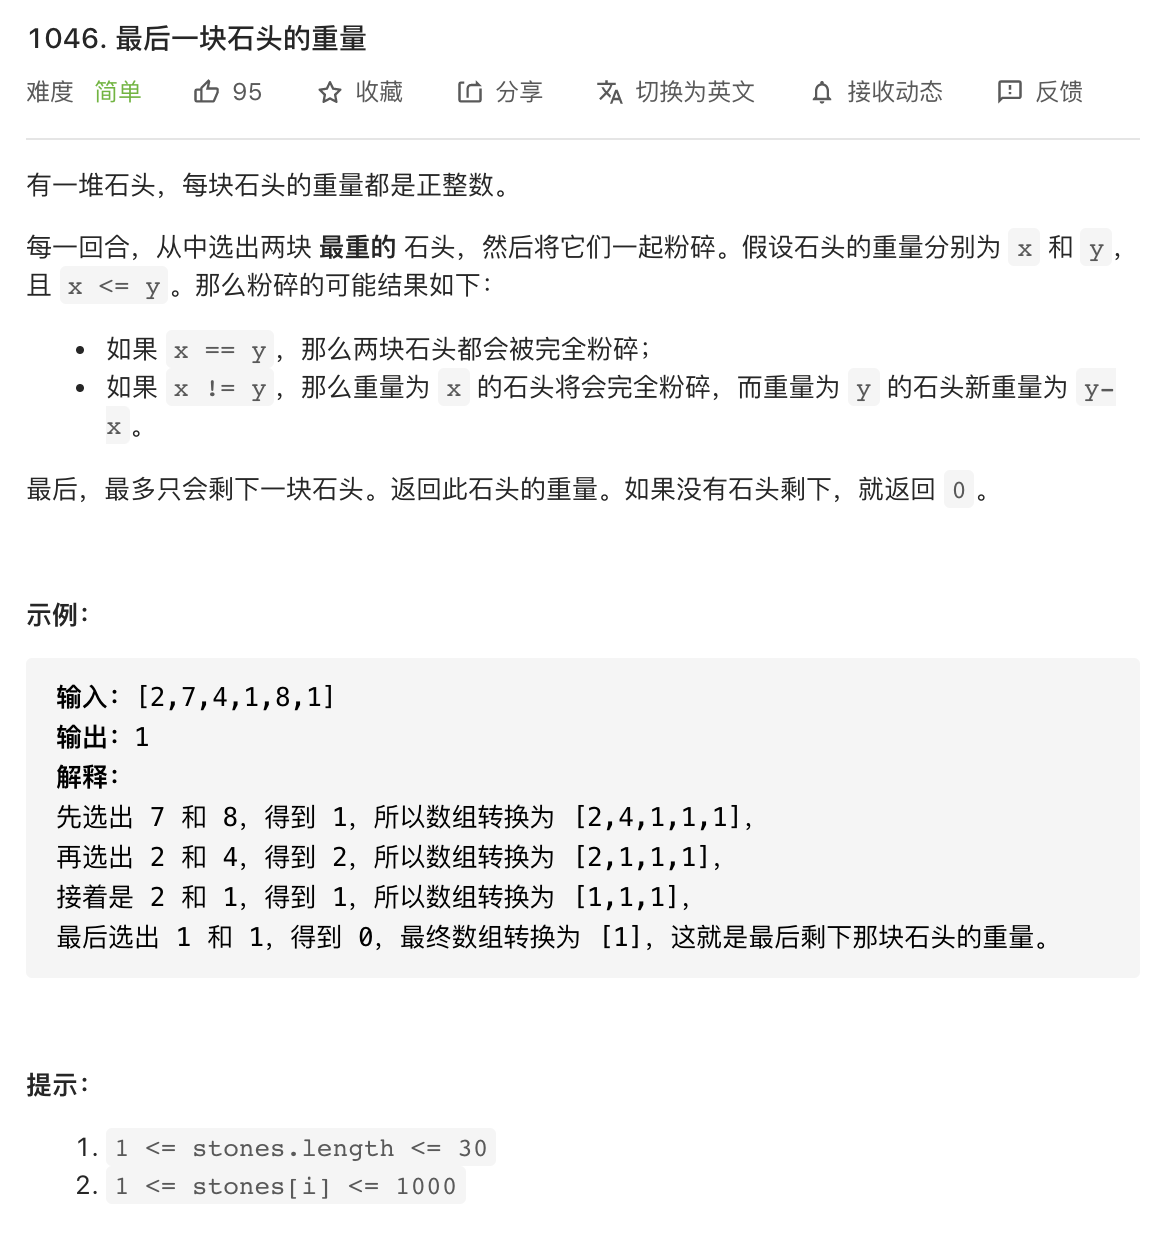 1046. 最后一块石头的重量
难度 简单 95 收藏 分享 切换为英文 接收动态 反馈
有一堆石头，每块石头的重量都是正整数。
每一回合，从中选出两块 最重的 石头，然后将它们一起粉碎。假设石头的重量分别为 x 和 y，
且 x <= y。那么粉碎的可能结果如下：
• 如果 x == y，那么两块石头都会被完全粉碎；
• 如果 x != y，那么重量为 x 的石头将会完全粉碎，而重量为 y 的石头新重量为 y-
x。
最后，最多只会剩下一块石头。返回此石头的重量。如果没有石头剩下，就返回 0。
示例：
输入：[2,7,4,1,8,1]
输出：1
解释：
先选出 7 和 8，得到 1，所以数组转换为 [2,4,1,1,1]，
再选出 2 和 4，得到 2，所以数组转换为 [2,1,1,1]，
接着是 2 和 1，得到 1，所以数组转换为 [1,1,1]，
最后选出 1 和 1，得到 0，最终数组转换为 [1]，这就是最后剩下那块石头的重量。
提示：
1. 1 <= stones.length <= 30
2. 1 <= stones[i] <= 1000